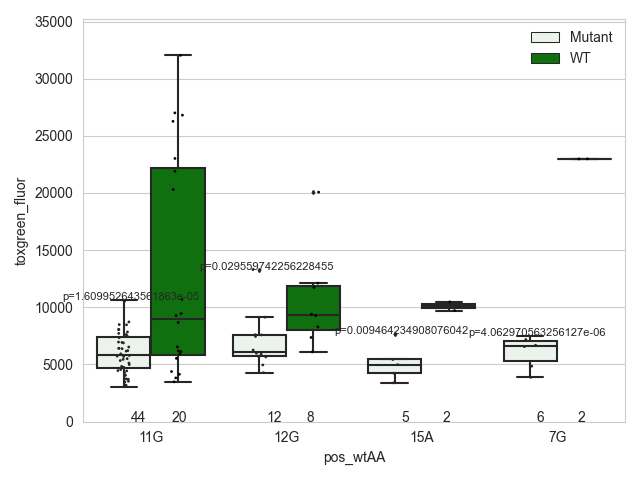 35000
Mutant
WT
30000
25000
20000
15000
10000
5000
0
toxgreen_fluor
p=1.609952643561863e-05
p=0.029559742256228455
p=0.009464234908076042
p=4.062970563256127e-06
44 20 12 8 5 2 6 2
11G 12G 15A 7G
pos_wtAA